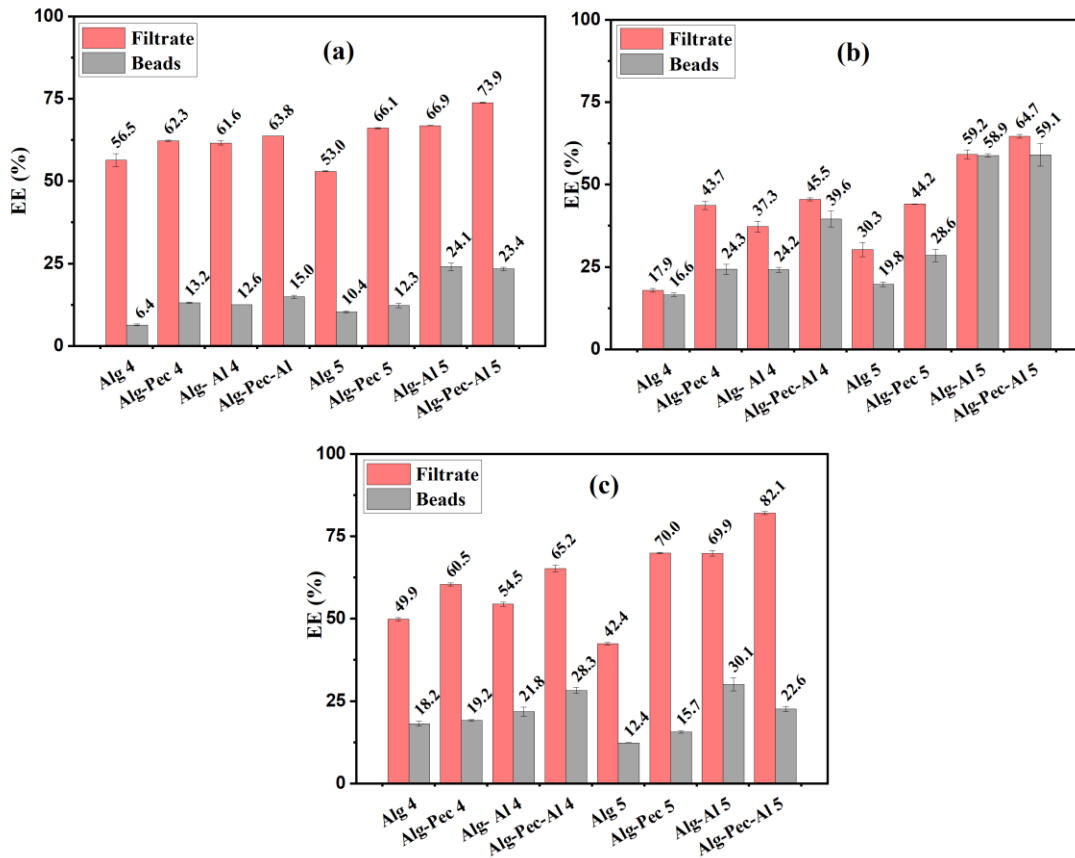 (a)
Filtrate
Beads
EE (%)
100
75
50
25
0
56.5
6.4
62.3
13.2
61.6
12.6
63.8
15.0
53.0
10.4
66.1
12.3
66.9
24.1
73.9
23.4
Alg 4
Alg-Pec 4
Alg- Al 4
Alg-Pec-Al
Alg 5
Alg-Pec 5
Alg-Al 5
Alg-Pec-Al 5
(b)
Filtrate
Beads
EE (%)
100
75
50
25
0
17.9
16.6
43.7
24.3
37.3
24.2
45.5
39.6
30.3
19.8
44.2
28.6
59.2
58.9
64.7
59.1
Alg 4
Alg-Pec 4
Alg- Al 4
Alg-Pec-Al 4
Alg 5
Alg-Pec 5
Alg-Al 5
Alg-Pec-Al 5
(c)
Filtrate
Beads
EE (%)
100
75
50
25
0
49.9
18.2
60.5
19.2
54.5
21.8
65.2
28.3
42.4
12.4
70.0
15.7
69.9
30.1
82.1
22.6
Alg 4
Alg-Pec 4
Alg- Al 4
Alg-Pec-Al 4
Alg 5
Alg-Pec 5
Alg-Al 5
Alg-Pec-Al 5